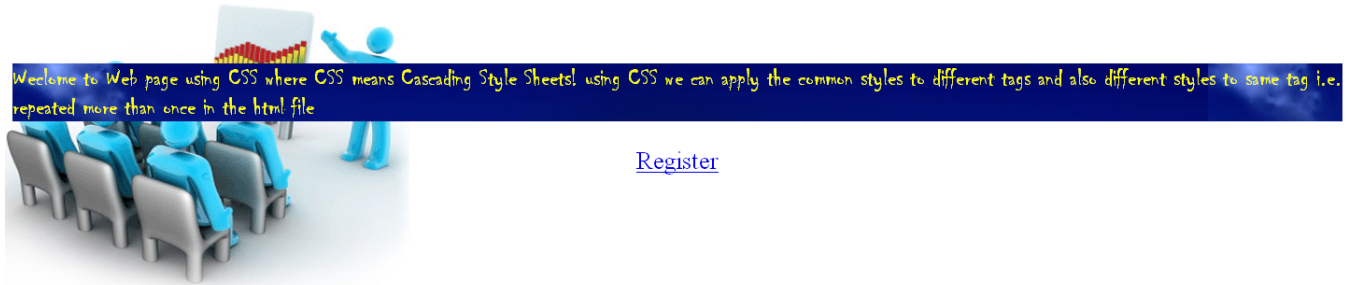 Weclome to Web page using CSS where CSS means Cascading Style Sheets! using CSS we can apply the common styles to different tags and also different styles to same tag i.e.
repeated more than once in the html file
Register